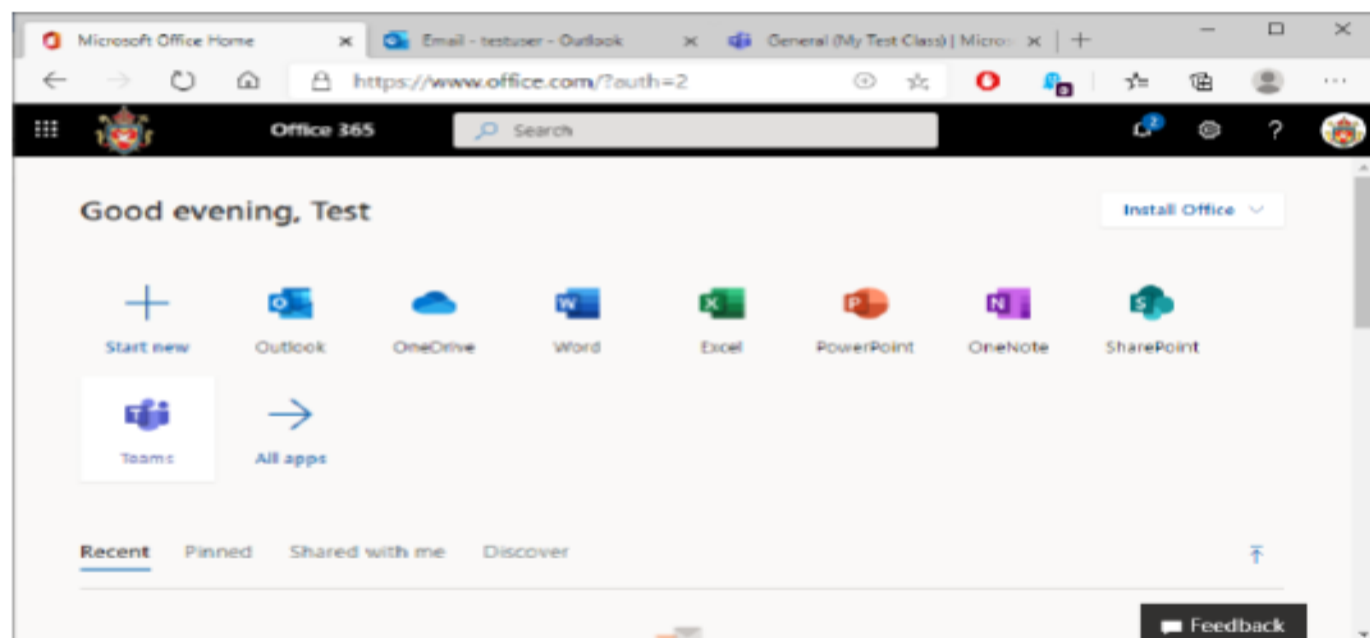 Microsoft Office Home Email - testuser - Outlook General (My Test Class) | Micros
https://www.office.com/?auth=2
Office 365 Search 2
Good evening, Test Install Office
Start new Outlook OneDrive Word Excel PowerPoint OneNote SharePoint
Teams All apps
Recent Pinned Shared with me Discover
Feedback